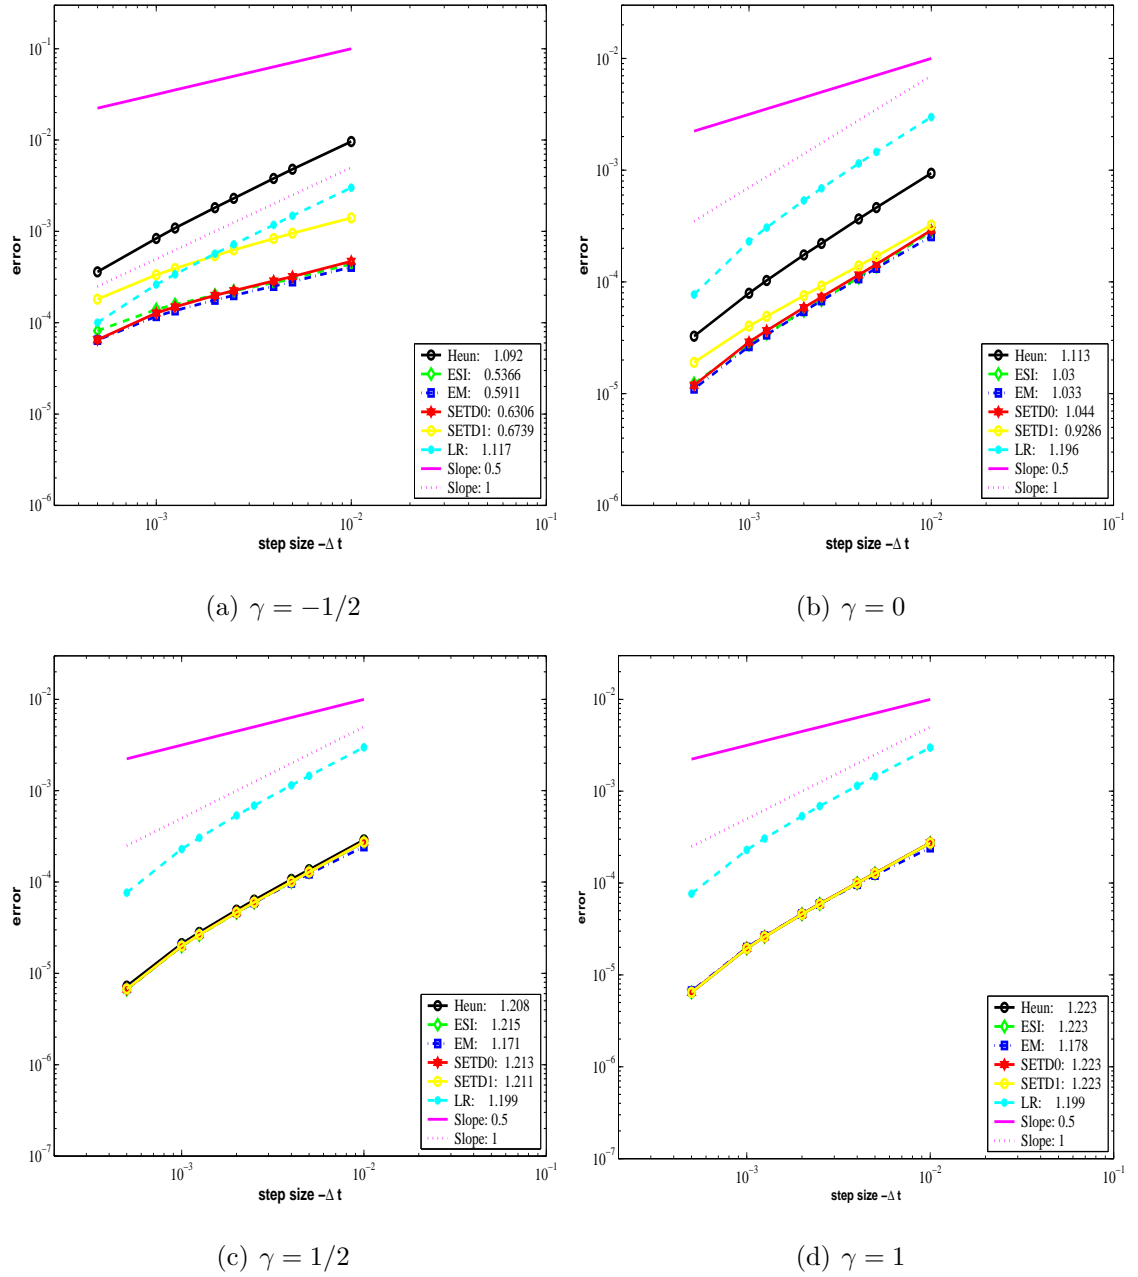 10^-1
10^-2
10^-3
10^-4
10^-5
10^-6
error
10^-3
10^-2
10^-1
step size −Δ t
Heun: 1.092
ESI: 0.5366
EM: 0.5911
SETD0: 0.6306
SETD1: 0.6739
LR: 1.117
Slope: 0.5
Slope: 1
(a) γ = −1/2
10^-2
10^-3
10^-4
10^-5
10^-6
error
10^-3
10^-2
10^-1
step size −Δ t
Heun: 1.113
ESI: 1.03
EM: 1.033
SETD0: 1.044
SETD1: 0.9286
LR: 1.196
Slope: 0.5
Slope: 1
(b) γ = 0
10^-2
10^-3
10^-4
10^-5
10^-6
10^-7
error
10^-3
10^-2
10^-1
step size −Δ t
Heun: 1.208
ESI: 1.215
EM: 1.171
SETD0: 1.213
SETD1: 1.211
LR: 1.199
Slope: 0.5
Slope: 1
(c) γ = 1/2
10^-2
10^-3
10^-4
10^-5
10^-6
10^-7
error
10^-3
10^-2
10^-1
step size −Δ t
Heun: 1.223
ESI: 1.223
EM: 1.178
SETD0: 1.223
SETD1: 1.223
LR: 1.199
Slope: 0.5
Slope: 1
(d) γ = 1